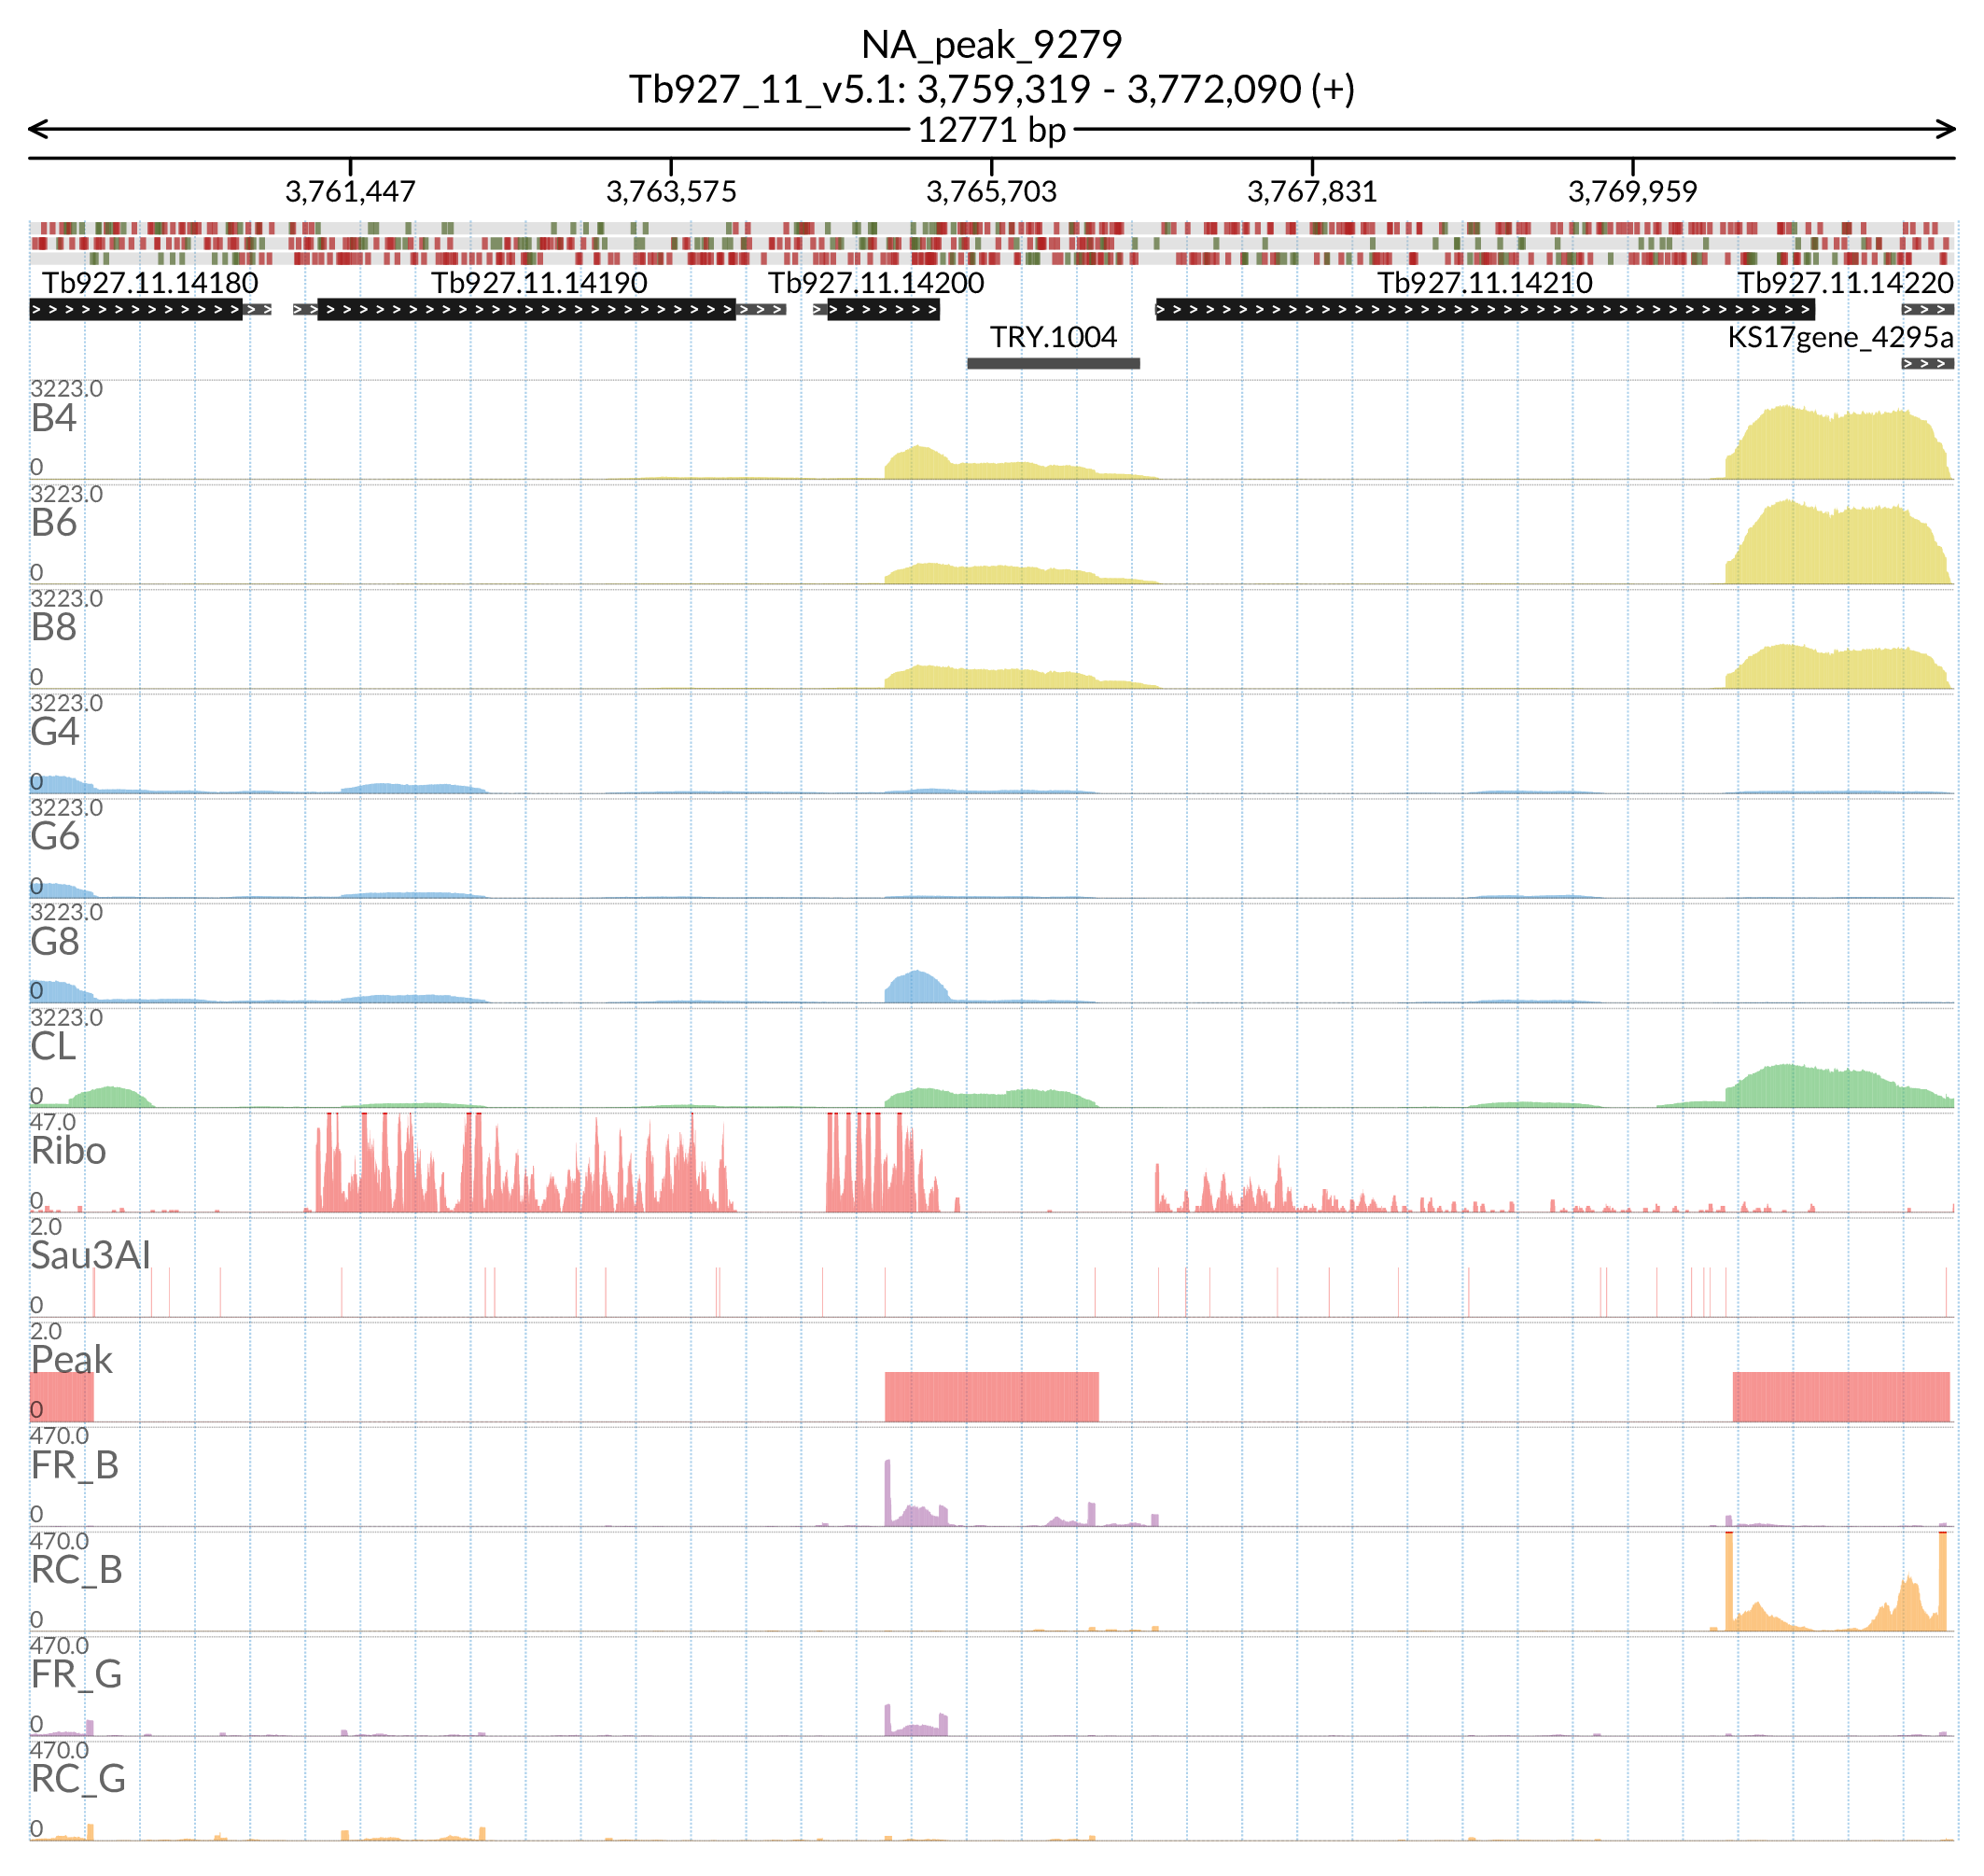 NA_peak_9279
Tb927_11_v5.1: 3,759,319 - 3,772,090 (+)
12771 bp
3,761,447 3,763,575 3,765,703 3,767,831 3,769,959
Tb927.11.14180 Tb927.11.14190 Tb927.11.14200 Tb927.11.14210 Tb927.11.14220
TRY.1004 KS17gene_4295a
3223.0
B4
0
3223.0
B6
0
3223.0
B8
0
3223.0
G4
0
3223.0
G6
0
3223.0
G8
0
3223.0
CL
0
47.0
Ribo
0
2.0
Sau3AI
0
2.0
Peak
0
470.0
FR_B
0
470.0
RC_B
0
470.0
FR_G
0
470.0
RC_G
0